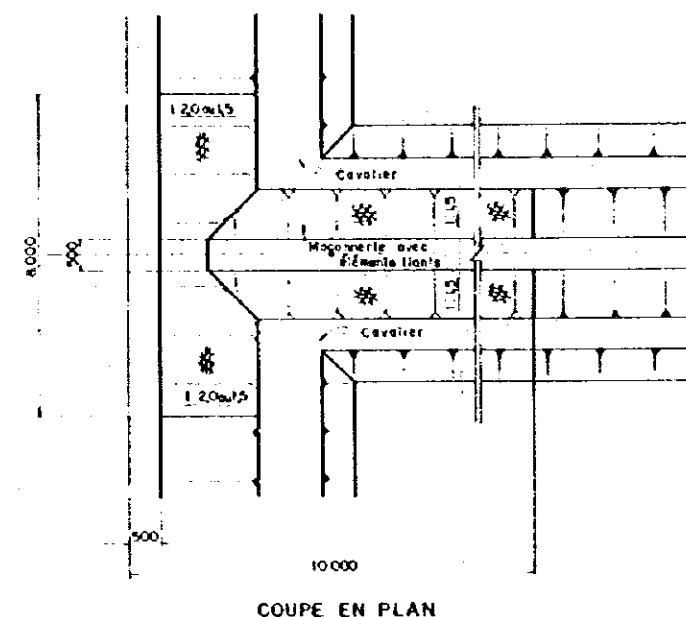 1 2,0ou1,5
Cavalier
1:1,5
8,000
500
Maçonnerie avec
éléments liants
1:1,5
Cavalier
1 2,0ou1,5
500
10 000
COUPE EN PLAN